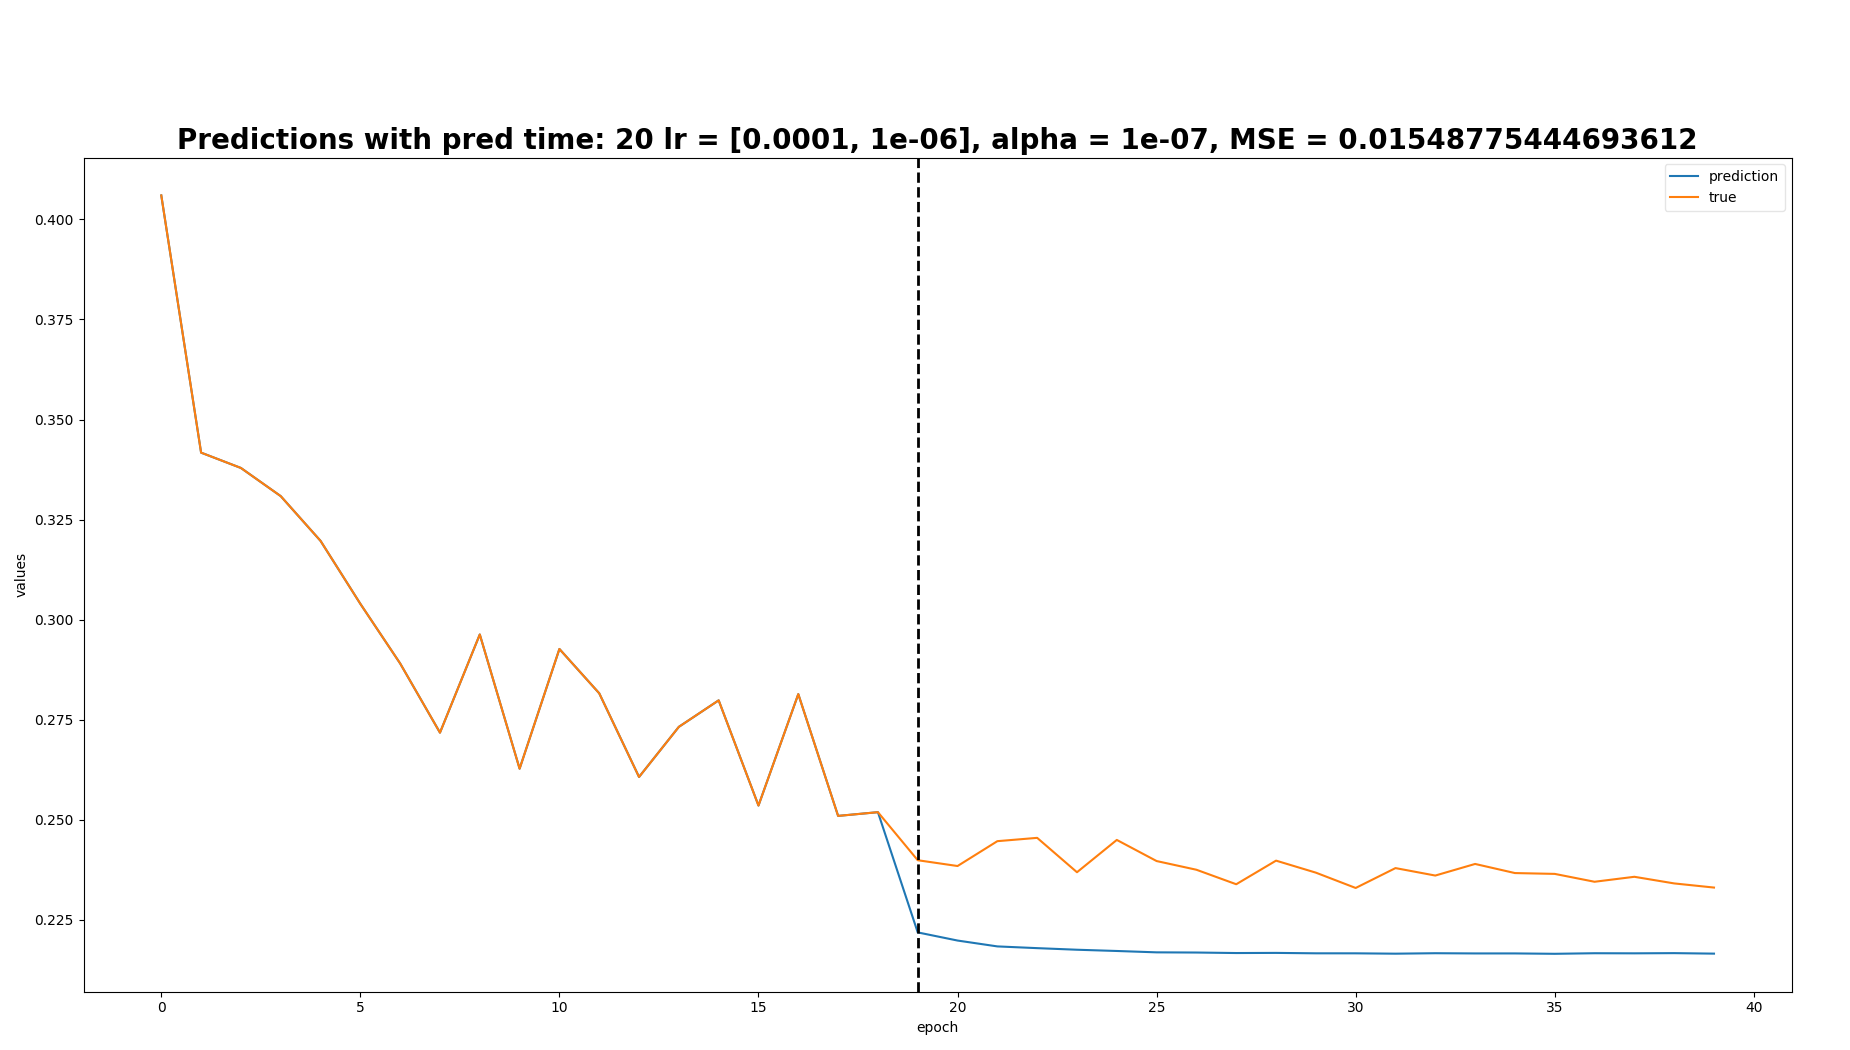 Predictions with pred time: 20 lr = [0.0001, 1e-06], alpha = 1e-07, MSE = 0.01548775444693612
prediction
true
0.400
0.375
0.350
0.325
0.300
0.275
0.250
0.225
values
0 5 10 15 20 25 30 35 40
epoch